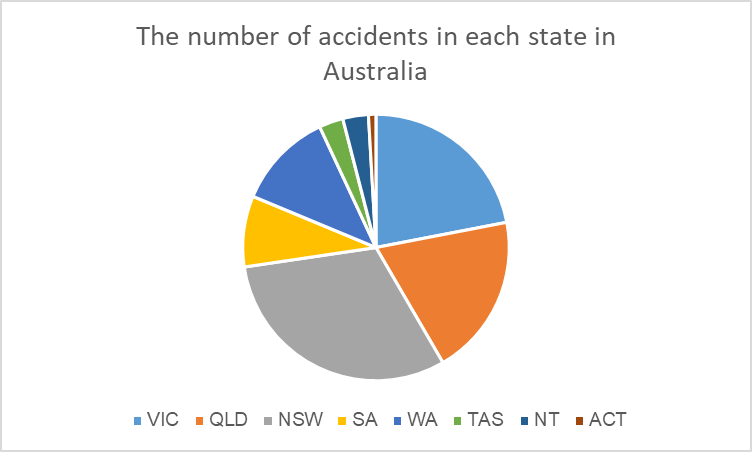 The number of accidents in each state in
Australia
VIC QLD NSW SA WA TAS NT ACT